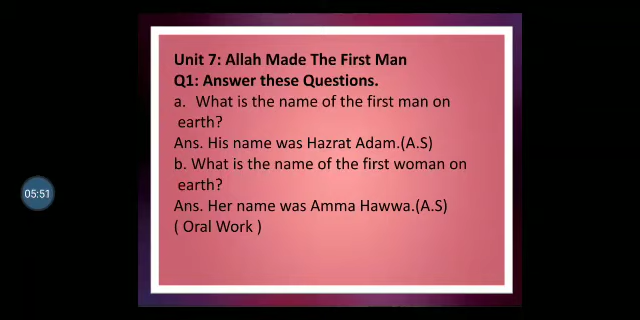 Unit 7: Allah Made The First Man
Q1: Answer these Questions.
a. What is the name of the first man on
earth?
Ans. His name was Hazrat Adam.(A.S)
b. What is the name of the first woman on
earth?
Ans. Her name was Amma Hawwa.(A.S)
( Oral Work )
05:51